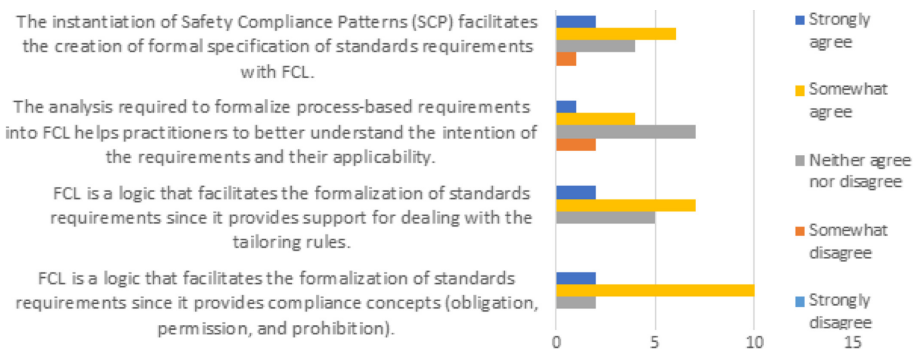 The instantiation of Safety Compliance Patterns (SCP) facilitates
the creation of formal specification of standards requirements
with FCL.
The analysis required to formalize process-based requirements
into FCL helps practitioners to better understand the intention of
the requirements and their applicability.
FCL is a logic that facilitates the formalization of standards
requirements since it provides support for dealing with the
tailoring rules.
FCL is a logic that facilitates the formalization of standards
requirements since it provides compliance concepts (obligation,
permission, and prohibition).
0
5
10
15
Strongly
agree
Somewhat
agree
Neither agree
nor disagree
Somewhat
disagree
Strongly
disagree